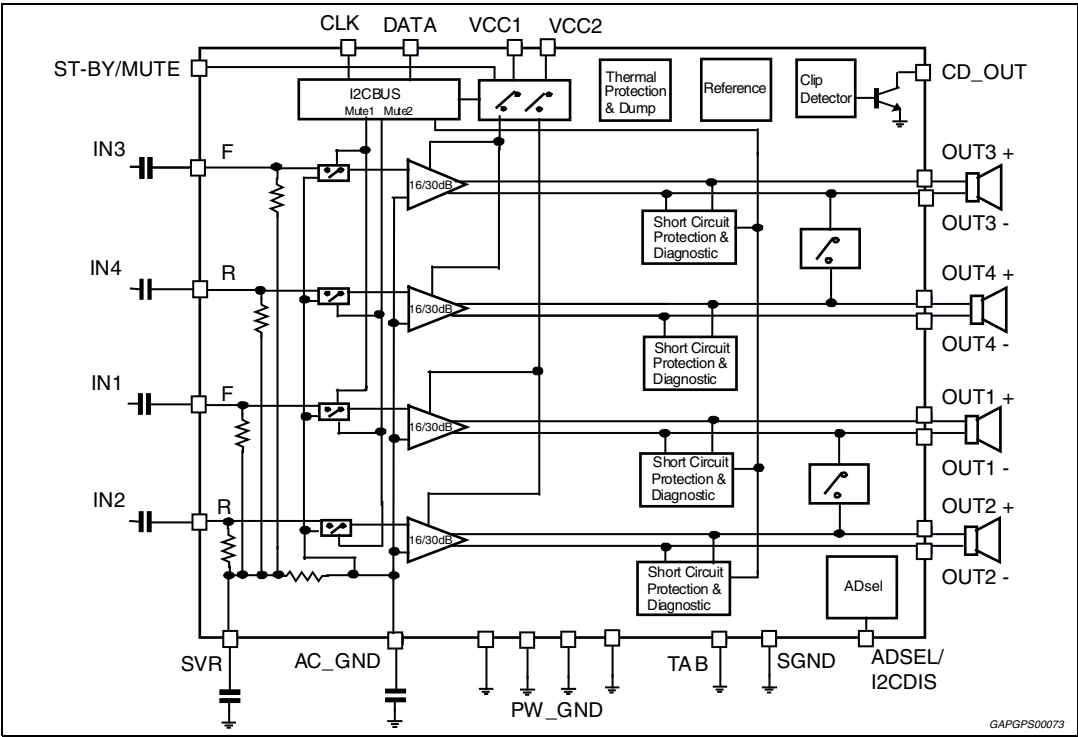 CLK DATA VCC1 VCC2
ST-BY/MUTE
I2CBUS
Mute1 Mute2
Thermal
Protection
& Dump
Reference
Clip
Detector
CD_OUT
IN3
F
16/30dB
Short Circuit
Protection &
Diagnostic
OUT3 +
OUT3 -
IN4
R
16/30dB
Short Circuit
Protection &
Diagnostic
OUT4 +
OUT4 -
IN1
F
16/30dB
Short Circuit
Protection &
Diagnostic
OUT1 +
OUT1 -
IN2
R
16/30dB
Short Circuit
Protection &
Diagnostic
OUT2 +
OUT2 -
ADsel
SVR
AC_GND
PW_GND
TAB
SGND
ADSEL/
I2CDIS
GAPGPS00073